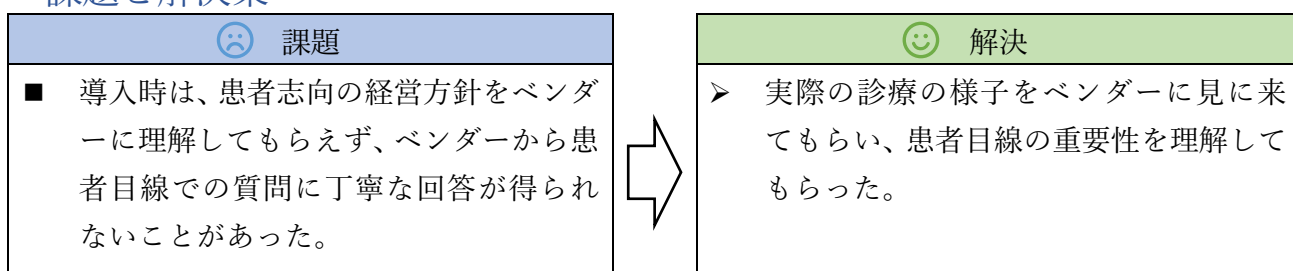 課題と解決策
課題
■ 導入時は、患者志向の経営方針をベンダ
ーに理解してもらえず、ベンダーから患
者目線での質問に丁寧な回答が得られ
ないことがあった。
解決
➢ 実際の診療の様子をベンダーに見に来
てもらい、患者目線の重要性を理解して
もらった。